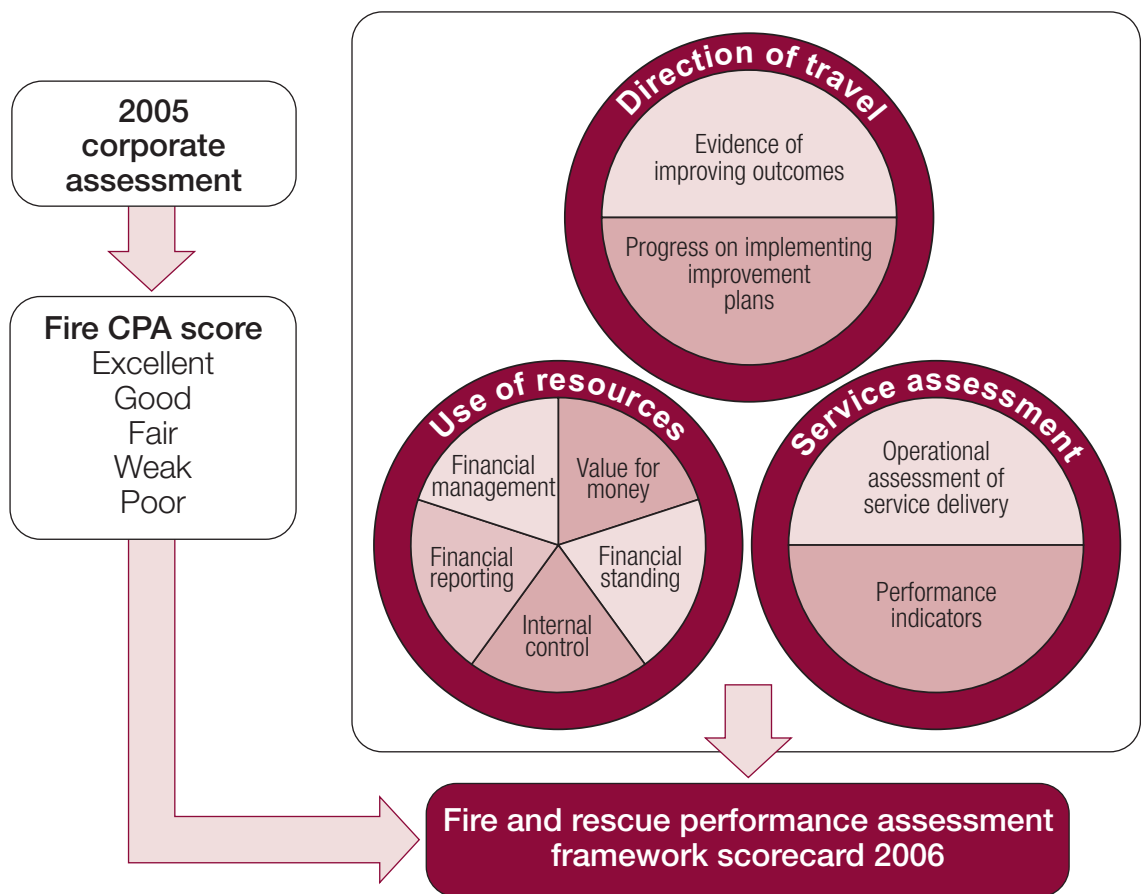 2005
corporate
assessment
Fire CPA score
Excellent
Good
Fair
Weak
Poor
Direction of travel
Evidence of
improving outcomes
Progress on implementing
improvement
plans
Use of resources
Financial
management
Value for
money
Financial
reporting
Financial
standing
Internal
control
Service assessment
Operational
assessment of
service delivery
Performance
indicators
Fire and rescue performance assessment
framework scorecard 2006